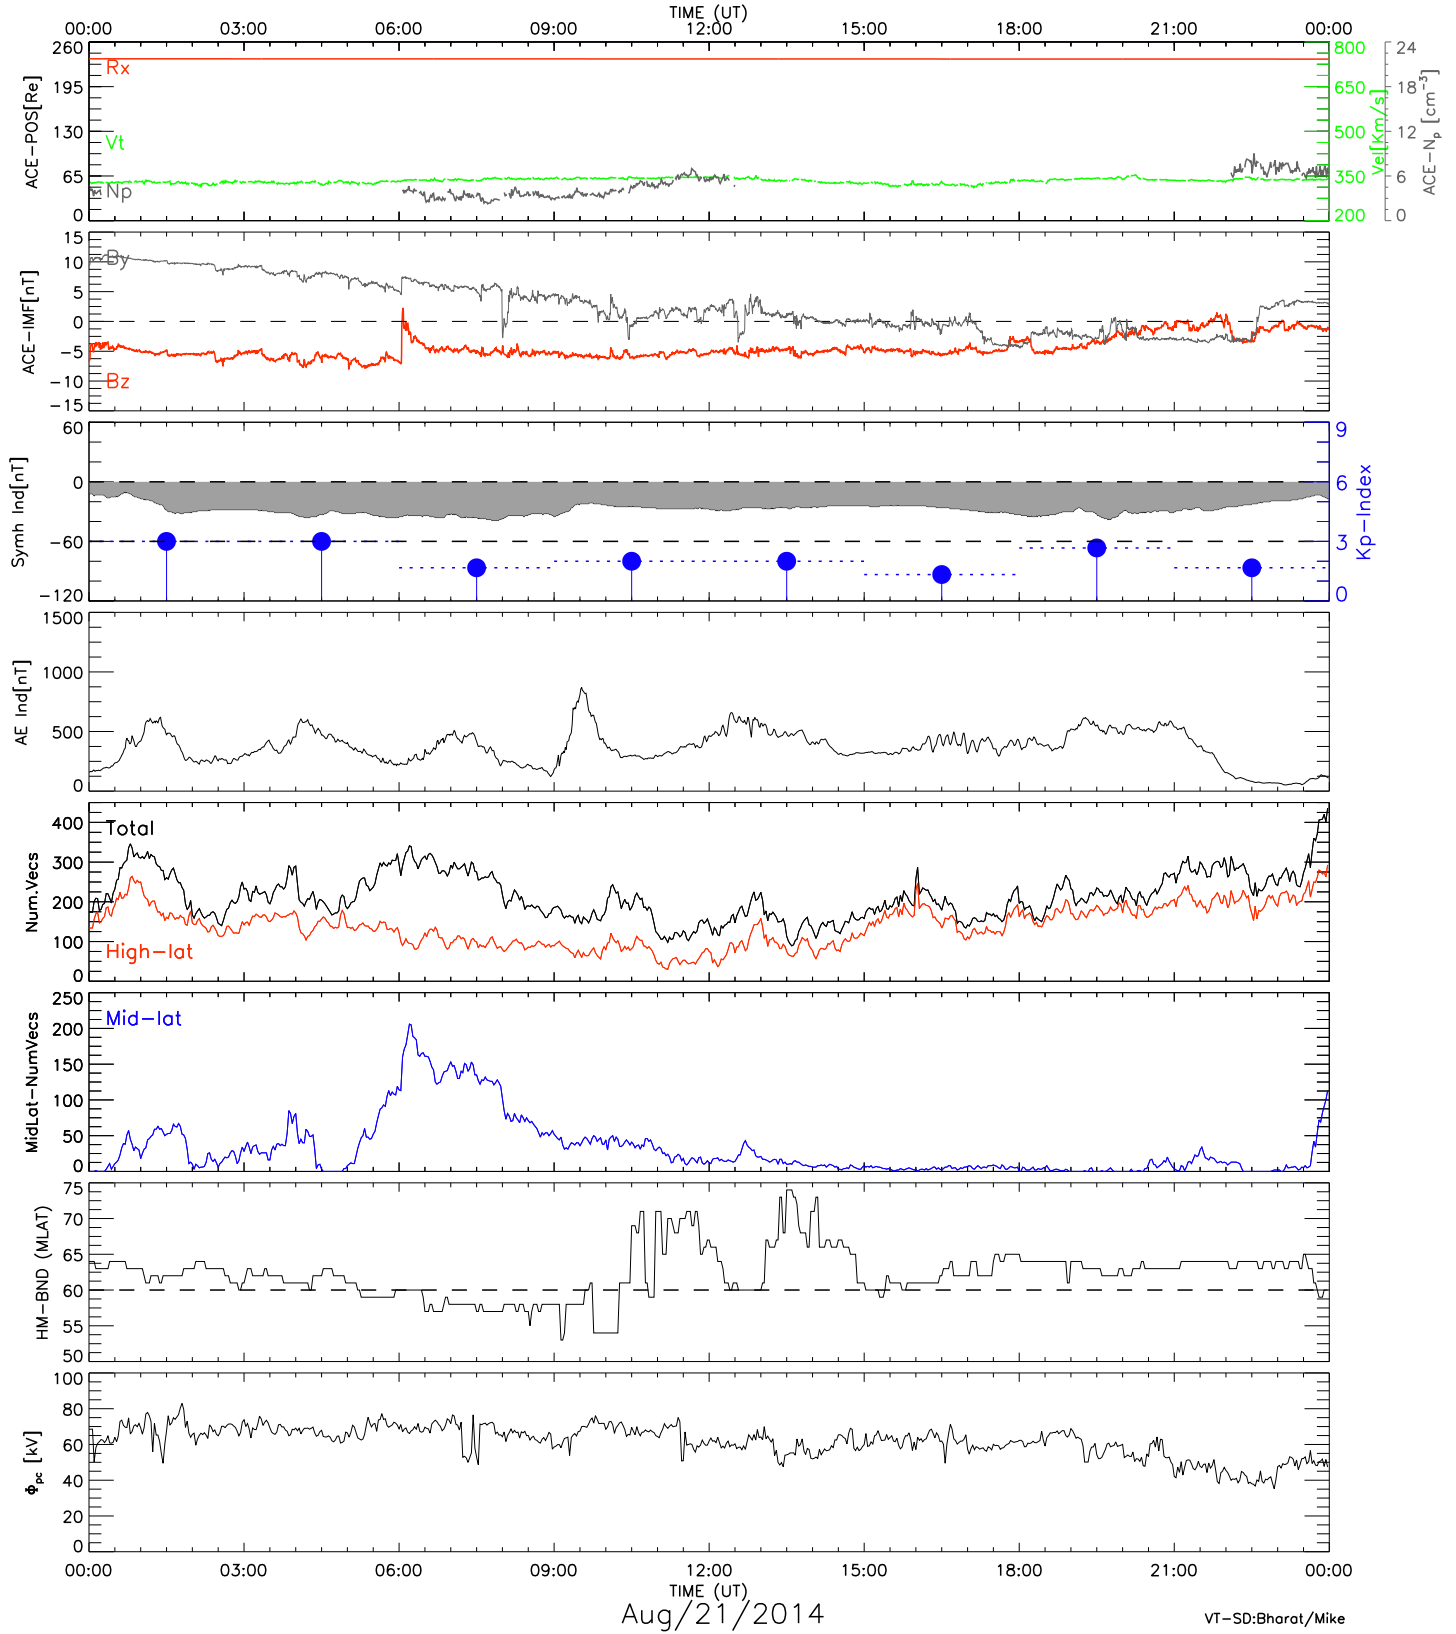 TIME (UT)
00:00 03:00 06:00 09:00 12:00 15:00 18:00 21:00 00:00
260 195 130 65 0
ACE-POS[Re]
Rx
Vt
Np
800 650 500 350 200
Vel[Km/s]
24 18 12 6 0
ACE-Np [cm-3]
15 10 5 0 -5 -10 -15
ACE-IMF[nT]
By
Bz
60 0 -60 -120
Symh Ind[nT]
9 6 3 0
Kp-Index
1500 1000 500 0
AE Ind[nT]
400 300 200 100 0
Num.Vecs
Total
High-lat
250 200 150 100 50 0
MidLat-NumVecs
Mid-lat
75 70 65 60 55 50
HM-BND (MLAT)
100 80 60 40 20 0
Φpc [kV]
00:00 03:00 06:00 09:00 12:00 15:00 18:00 21:00 00:00
TIME (UT)
Aug/21/2014
VT-SD:Bharat/Mike